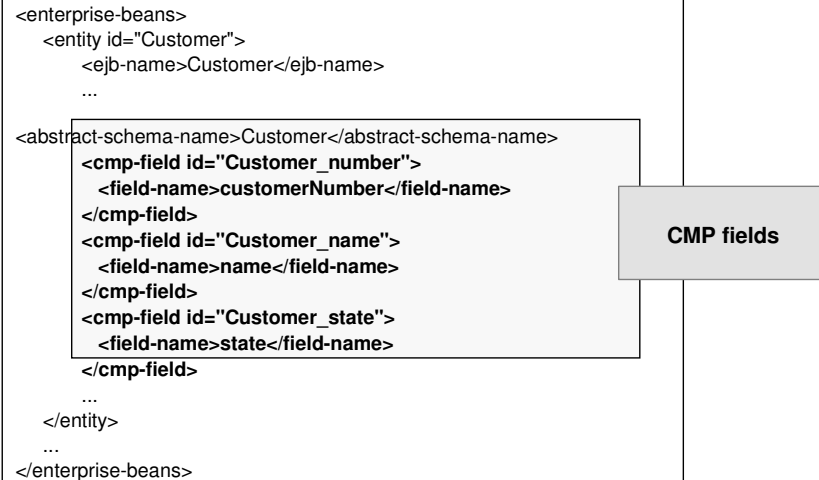 <enterprise-beans>
<entity id="Customer">
<ejb-name>Customer</ejb-name>
...
<abstract-schema-name>Customer</abstract-schema-name>
<cmp-field id="Customer_number">
<field-name>customerNumber</field-name>
</cmp-field>
<cmp-field id="Customer_name">
<field-name>name</field-name>
</cmp-field>
<cmp-field id="Customer_state">
<field-name>state</field-name>
</cmp-field>
...
</entity>
...
</enterprise-beans>
CMP fields